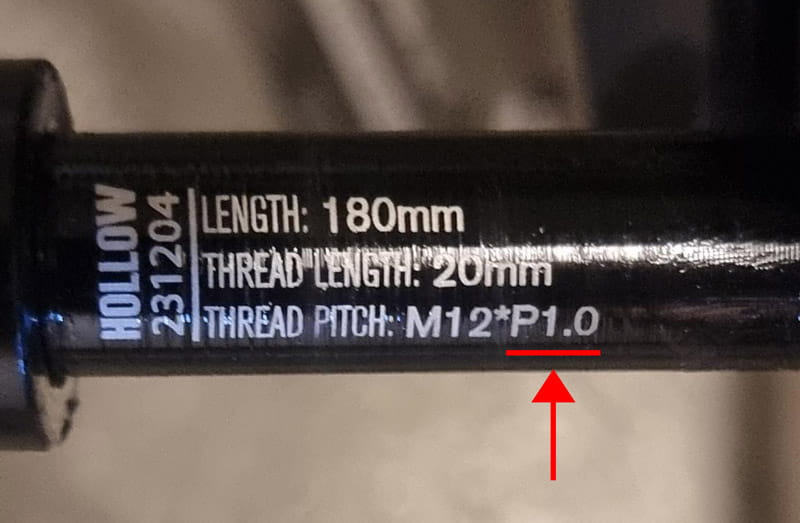 HOLLOW
231204
LENGTH: 180mm
THREAD LENGTH: 20mm
THREAD PITCH: M12*P1.0